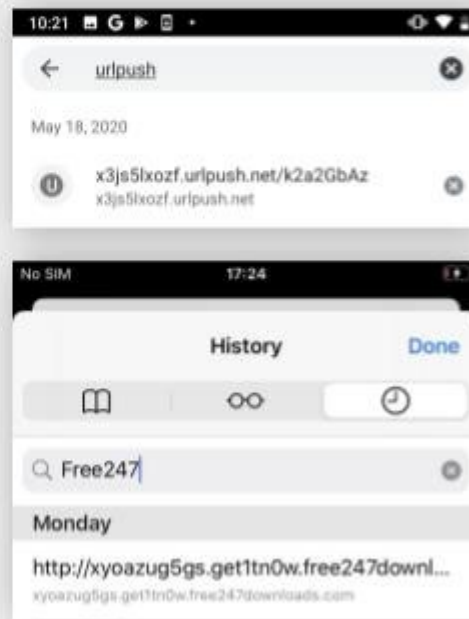 10:21
urlpush
May 18, 2020
x3js5lxozf.urlpush.net/k2a2GbAz
x3js5lxozf.urlpush.net
No SIM 17:24
History Done
Free247
Monday
http://xyoazug5gs.get1tn0w.free247downl...
xyoazug5gs.get1tn0w.free247downloads.com